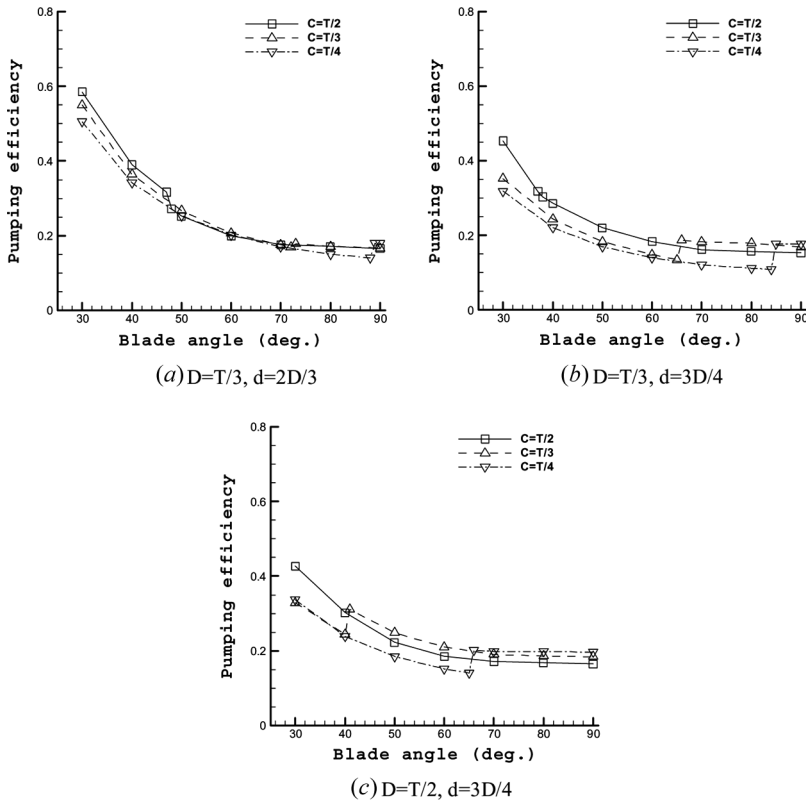 0.8
C=T/2
C=T/3
C=T/4
0.6
0.4
0.2
0
Pumping efficiency
30 40 50 60 70 80 90
Blade angle (deg.)
(a) D=T/3, d=2D/3
0.8
C=T/2
C=T/3
C=T/4
0.6
0.4
0.2
0
Pumping efficiency
30 40 50 60 70 80 90
Blade angle (deg.)
(b) D=T/3, d=3D/4
0.8
C=T/2
C=T/3
C=T/4
0.6
0.4
0.2
0
Pumping efficiency
30 40 50 60 70 80 90
Blade angle (deg.)
(c) D=T/2, d=3D/4